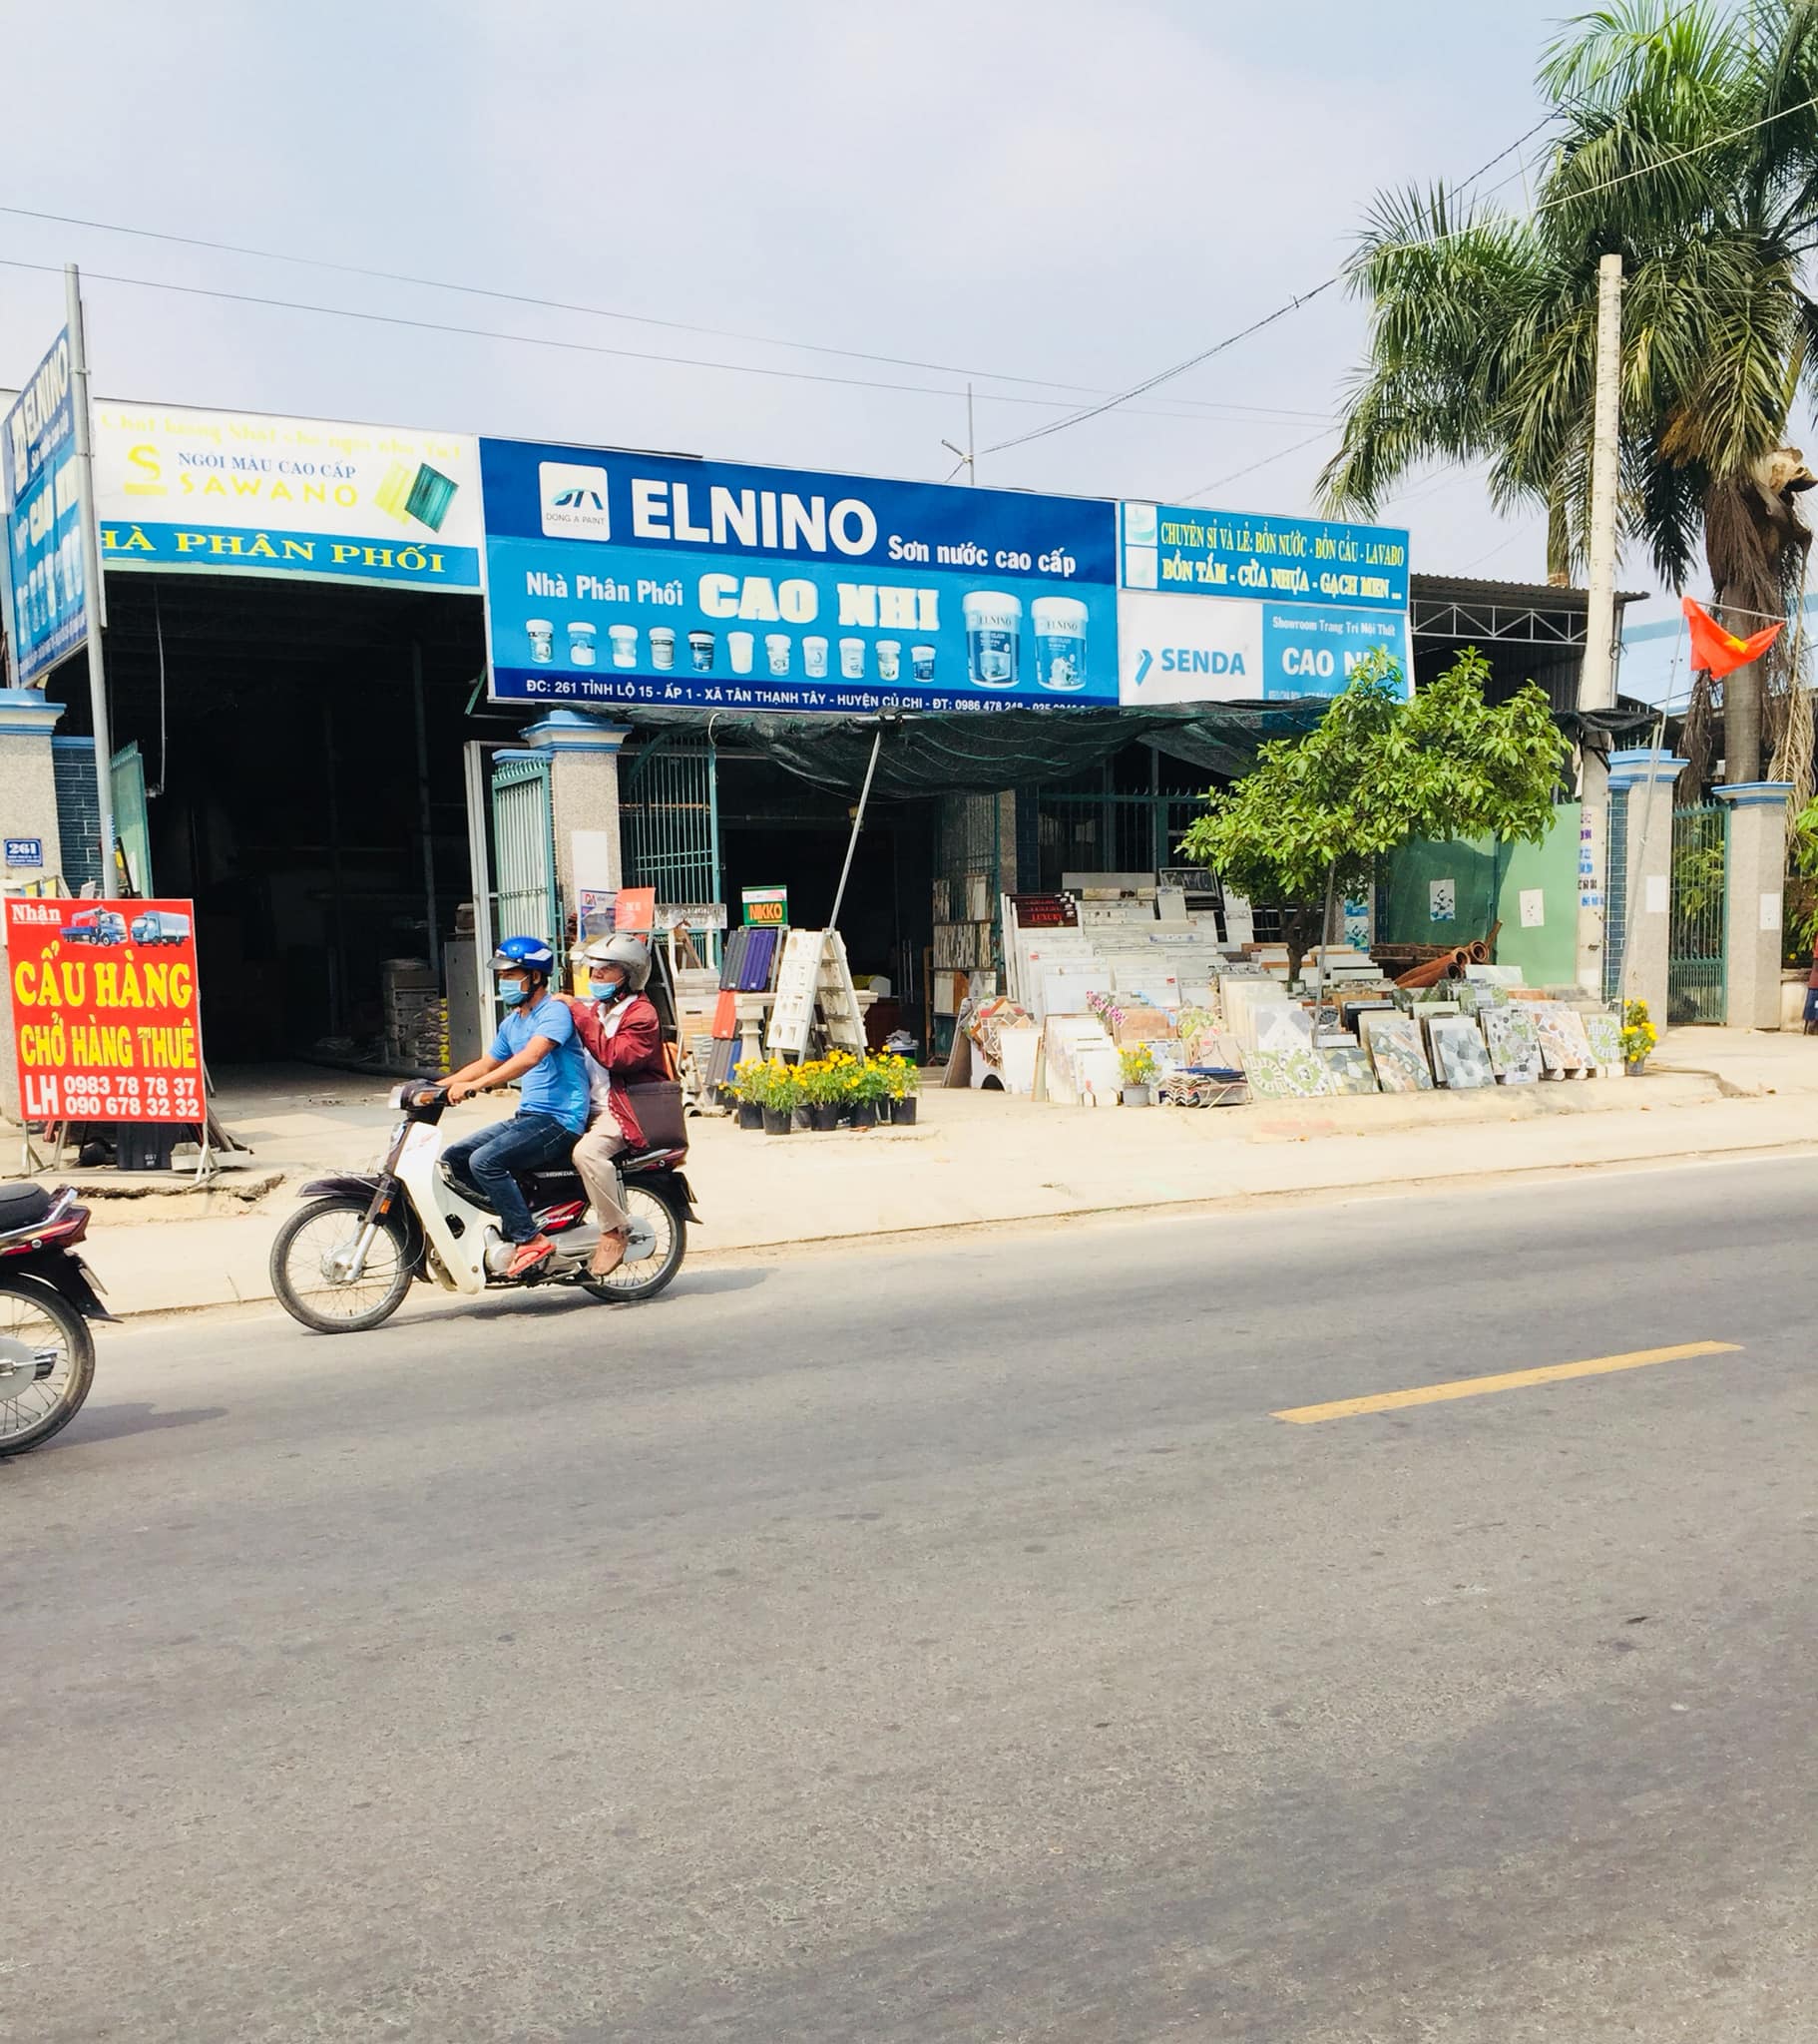 ELNINO
NGÓI MÀU CAO CẤP
SAWANO
HÀ PHÂN PHỐI
DONG A PAINT
ELNINO
Sơn nước cao cấp
Nhà Phân Phối CAO NHI
ELNINO
ELNINO
ĐC: 261 TỈNH LỘ 15 - ẤP 1 - XÃ TÂN THẠNH TÂY - HUYỆN CỦ CHI - ĐT: 0986 478 248
CHUYÊN SỈ VÀ LẺ: BỒN NƯỚC - BỒN CẦU - LAVABO
BỒN TẮM - CỬA NHỰA - GẠCH MEN ...
SENDA
Showroom Trang Trí Nội Thất
CAO
261
Nhận
CẨU HÀNG
CHỞ HÀNG THUÊ
LH 0983 78 78 37
090 678 32 32
NIKKO
LUXURY
HONDA